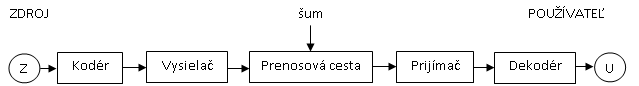 ZDROJ šum POUŽÍVATEĽ
Z Kodér Vysielač Prenosová cesta Prijímač Dekodér U